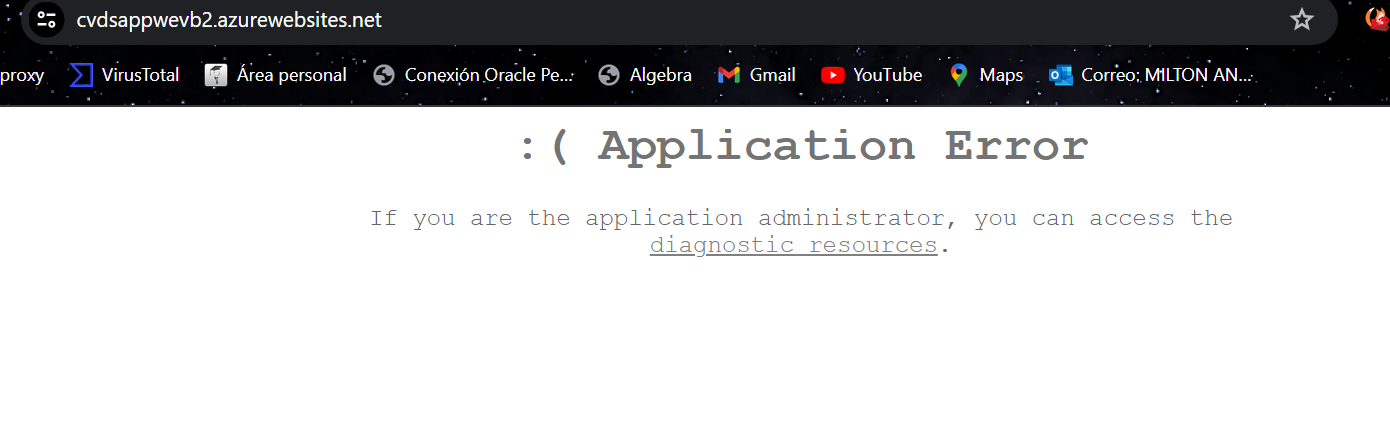 cvdsappwevb2.azurewebsites.net
proxy VirusTotal Área personal Conexión Oracle Pe... Algebra Gmail YouTube Maps Correo: MILTON AN...
:( Application Error
If you are the application administrator, you can access the
diagnostic resources.